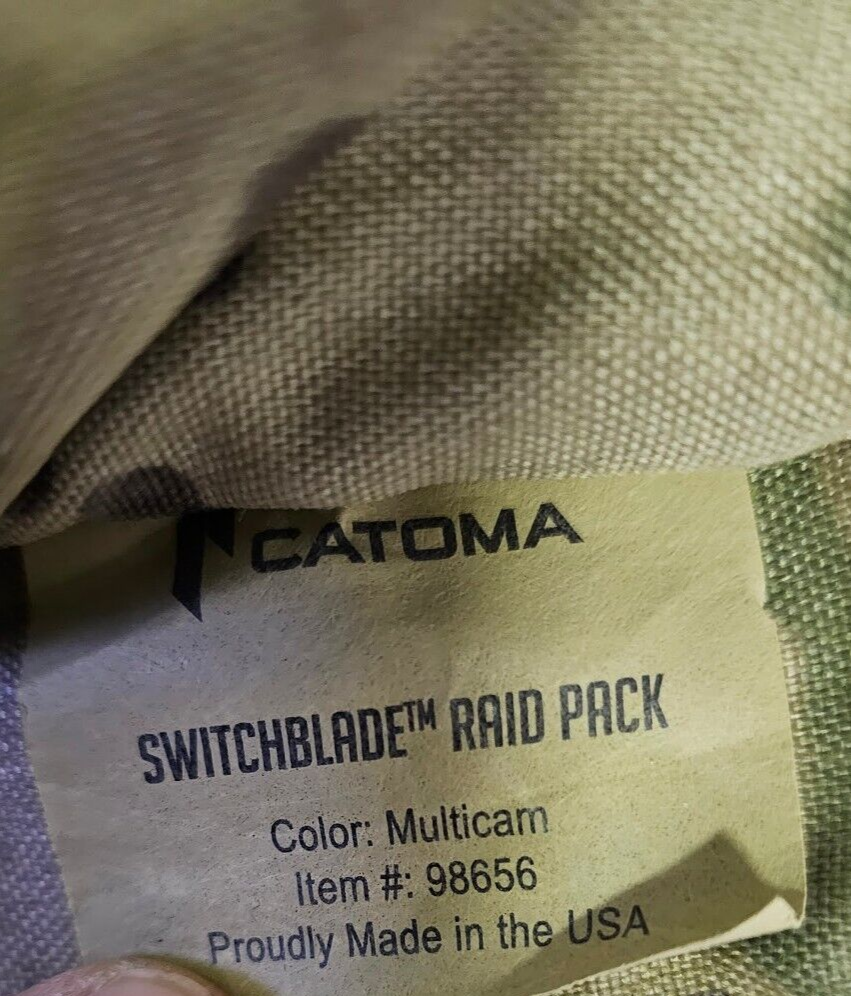 CATOMA
SWITCHBLADE™ RAID PACK
Color: Multicam
Item #: 98656
Proudly Made in the USA